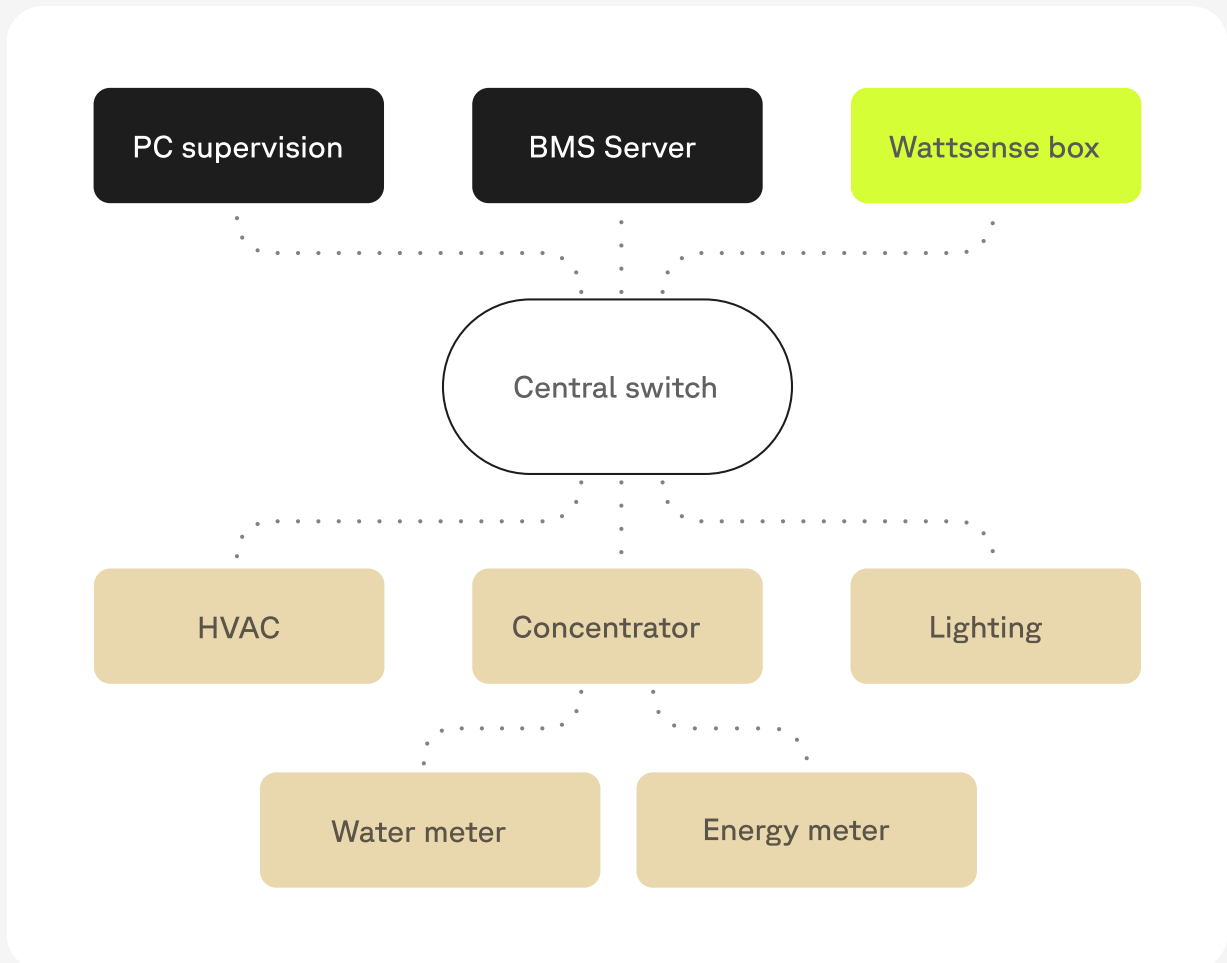 PC supervision
BMS Server
Wattsense box
Central switch
HVAC
Concentrator
Lighting
Water meter
Energy meter